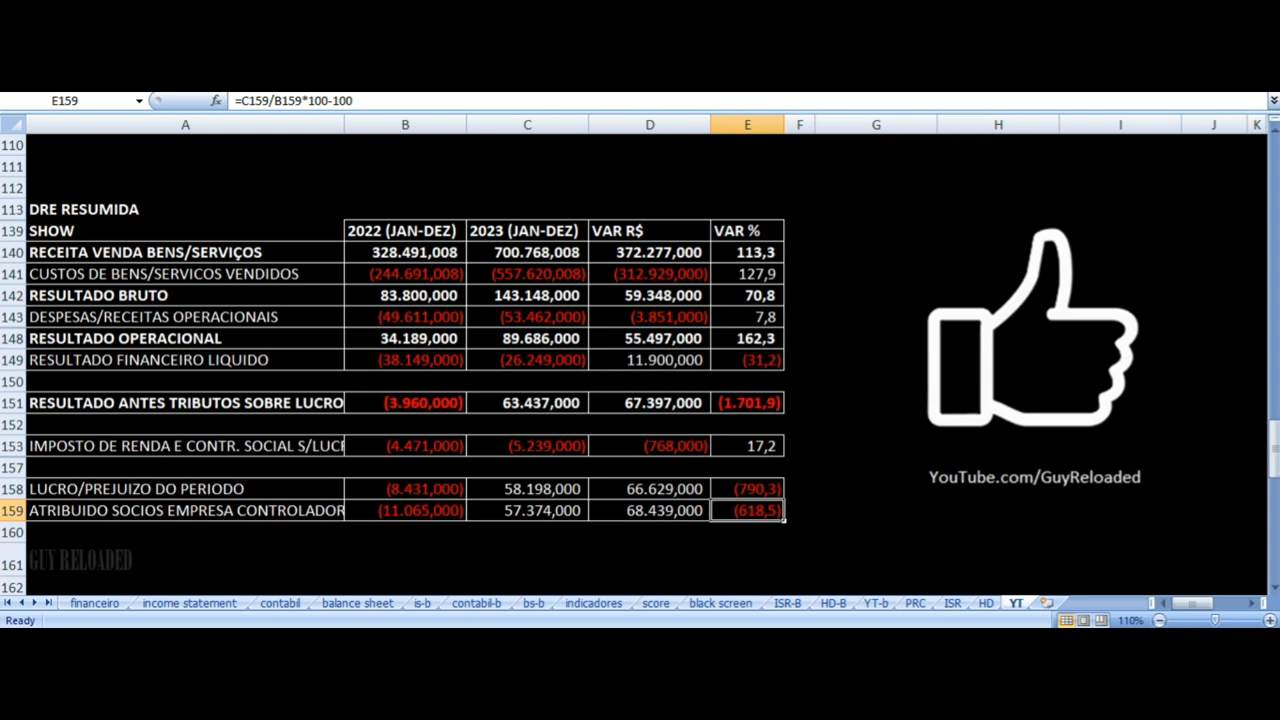 E159 fx =C159/B159*100-100
A B C D E F G H I J K
110
111
112
113 DRE RESUMIDA
139 SHOW 2022 (JAN-DEZ) 2023 (JAN-DEZ) VAR R$ VAR %
140 RECEITA VENDA BENS/SERVIÇOS 328.491,008 700.768,008 372.277,000 113,3
141 CUSTOS DE BENS/SERVICOS VENDIDOS (244.691,008) (557.620,008) (312.929,000) 127,9
142 RESULTADO BRUTO 83.800,000 143.148,000 59.348,000 70,8
143 DESPESAS/RECEITAS OPERACIONAIS (49.611,000) (53.462,000) (3.851,000) 7,8
148 RESULTADO OPERACIONAL 34.189,000 89.686,000 55.497,000 162,3
149 RESULTADO FINANCEIRO LIQUIDO (38.149,000) (26.249,000) 11.900,000 (31,2)
150
151 RESULTADO ANTES TRIBUTOS SOBRE LUCRO (3.960,000) 63.437,000 67.397,000 (1.701,9)
152
153 IMPOSTO DE RENDA E CONTR. SOCIAL S/LUCR (4.471,000) (5.239,000) (768,000) 17,2
157
YouTube.com/GuyReloaded
158 LUCRO/PREJUIZO DO PERIODO (8.431,000) 58.198,000 66.629,000 (790,3)
159 ATRIBUIDO SOCIOS EMPRESA CONTROLADOR (11.065,000) 57.374,000 68.439,000 (618,5)
160
161 GUY RELOADED
162
financeiro income statement contabil balance sheet is-b contabil-b bs-b indicadores score black screen ISR-B HD-B YT-b PRC ISR HD YT
Ready 110%